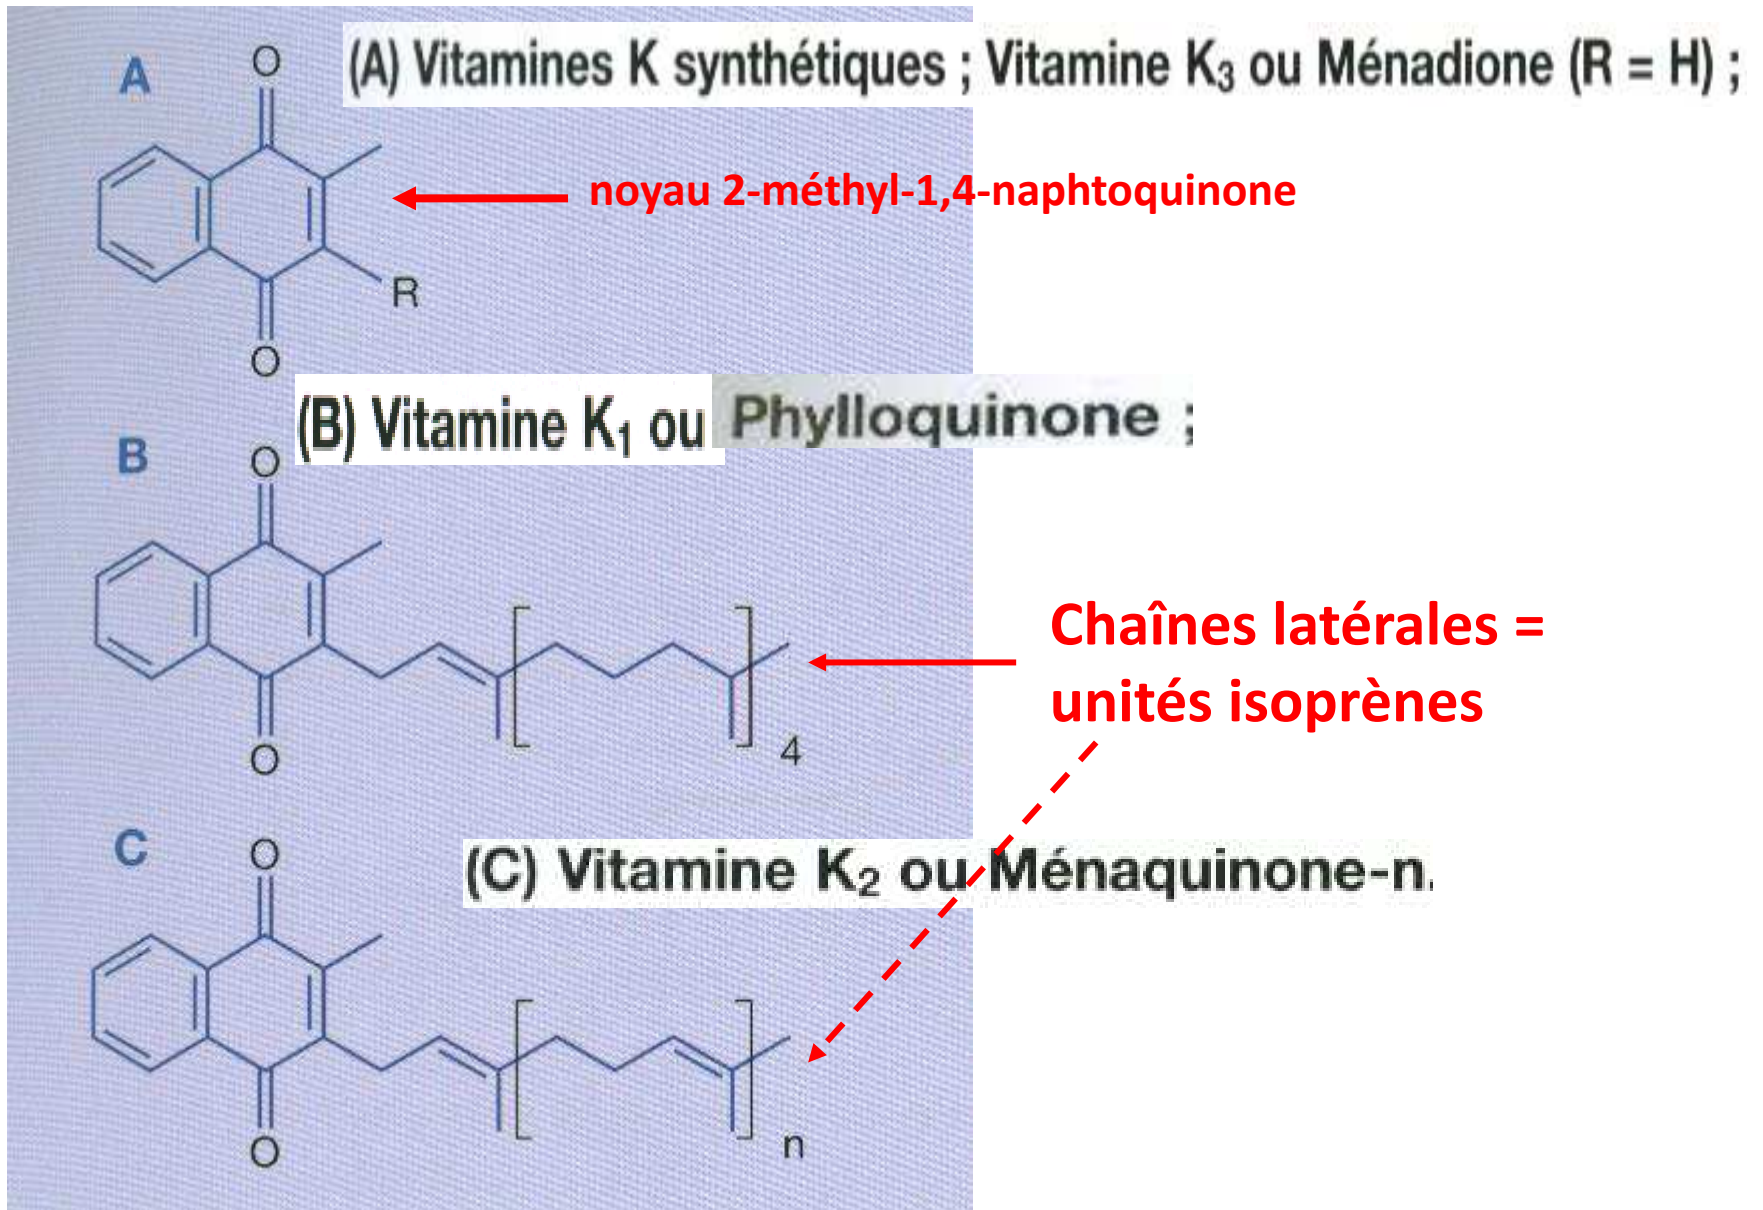 A
O
(A) Vitamines K synthétiques ; Vitamine K₃ ou Ménadione (R = H) ;
noyau 2-méthyl-1,4-naphtoquinone
R
O
(B) Vitamine K₁ ou Phylloquinone ;
B
O
Chaînes latérales =
unités isoprènes
4
O
C
O
(C) Vitamine K₂ ou Ménaquinone-n.
n
O